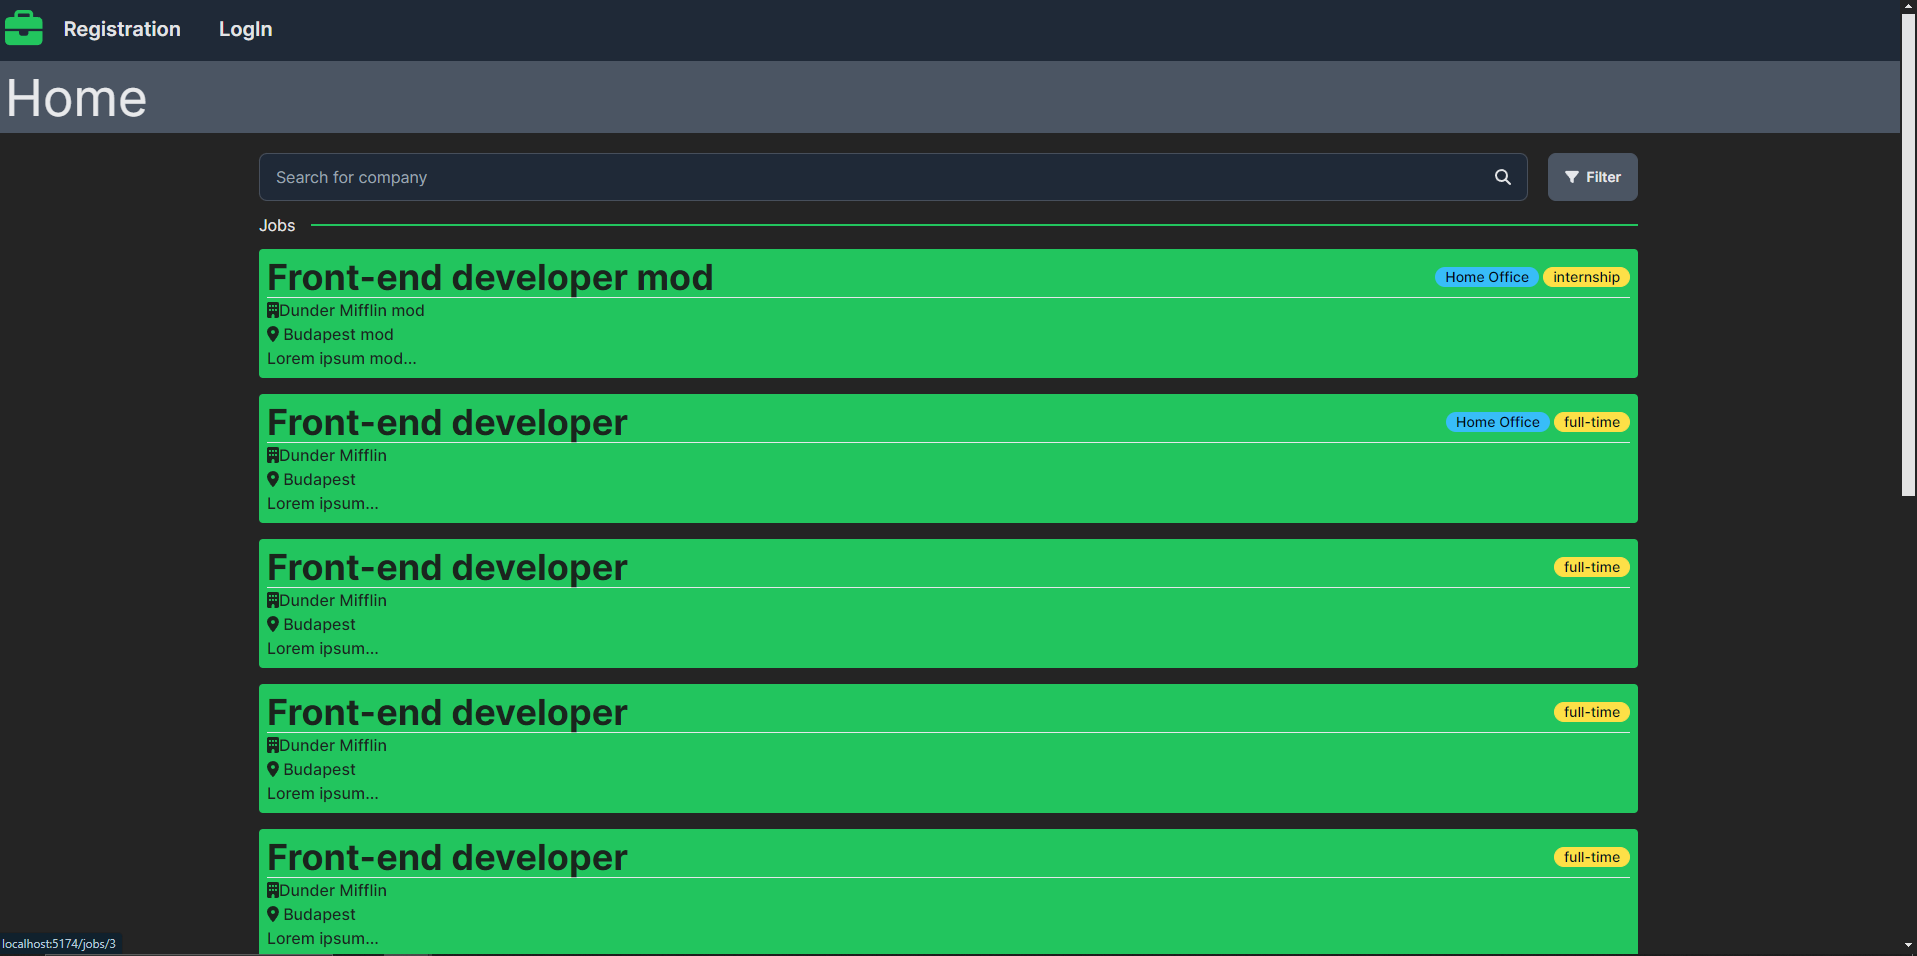 Registration LogIn
Home
Search for company
Filter
Jobs
Front-end developer mod Home Office internship
Dunder Mifflin mod
Budapest mod
Lorem ipsum mod...
Front-end developer Home Office full-time
Dunder Mifflin
Budapest
Lorem ipsum...
Front-end developer full-time
Dunder Mifflin
Budapest
Lorem ipsum...
Front-end developer full-time
Dunder Mifflin
Budapest
Lorem ipsum...
Front-end developer full-time
Dunder Mifflin
Budapest
Lorem ipsum...
localhost:5174/jobs/3